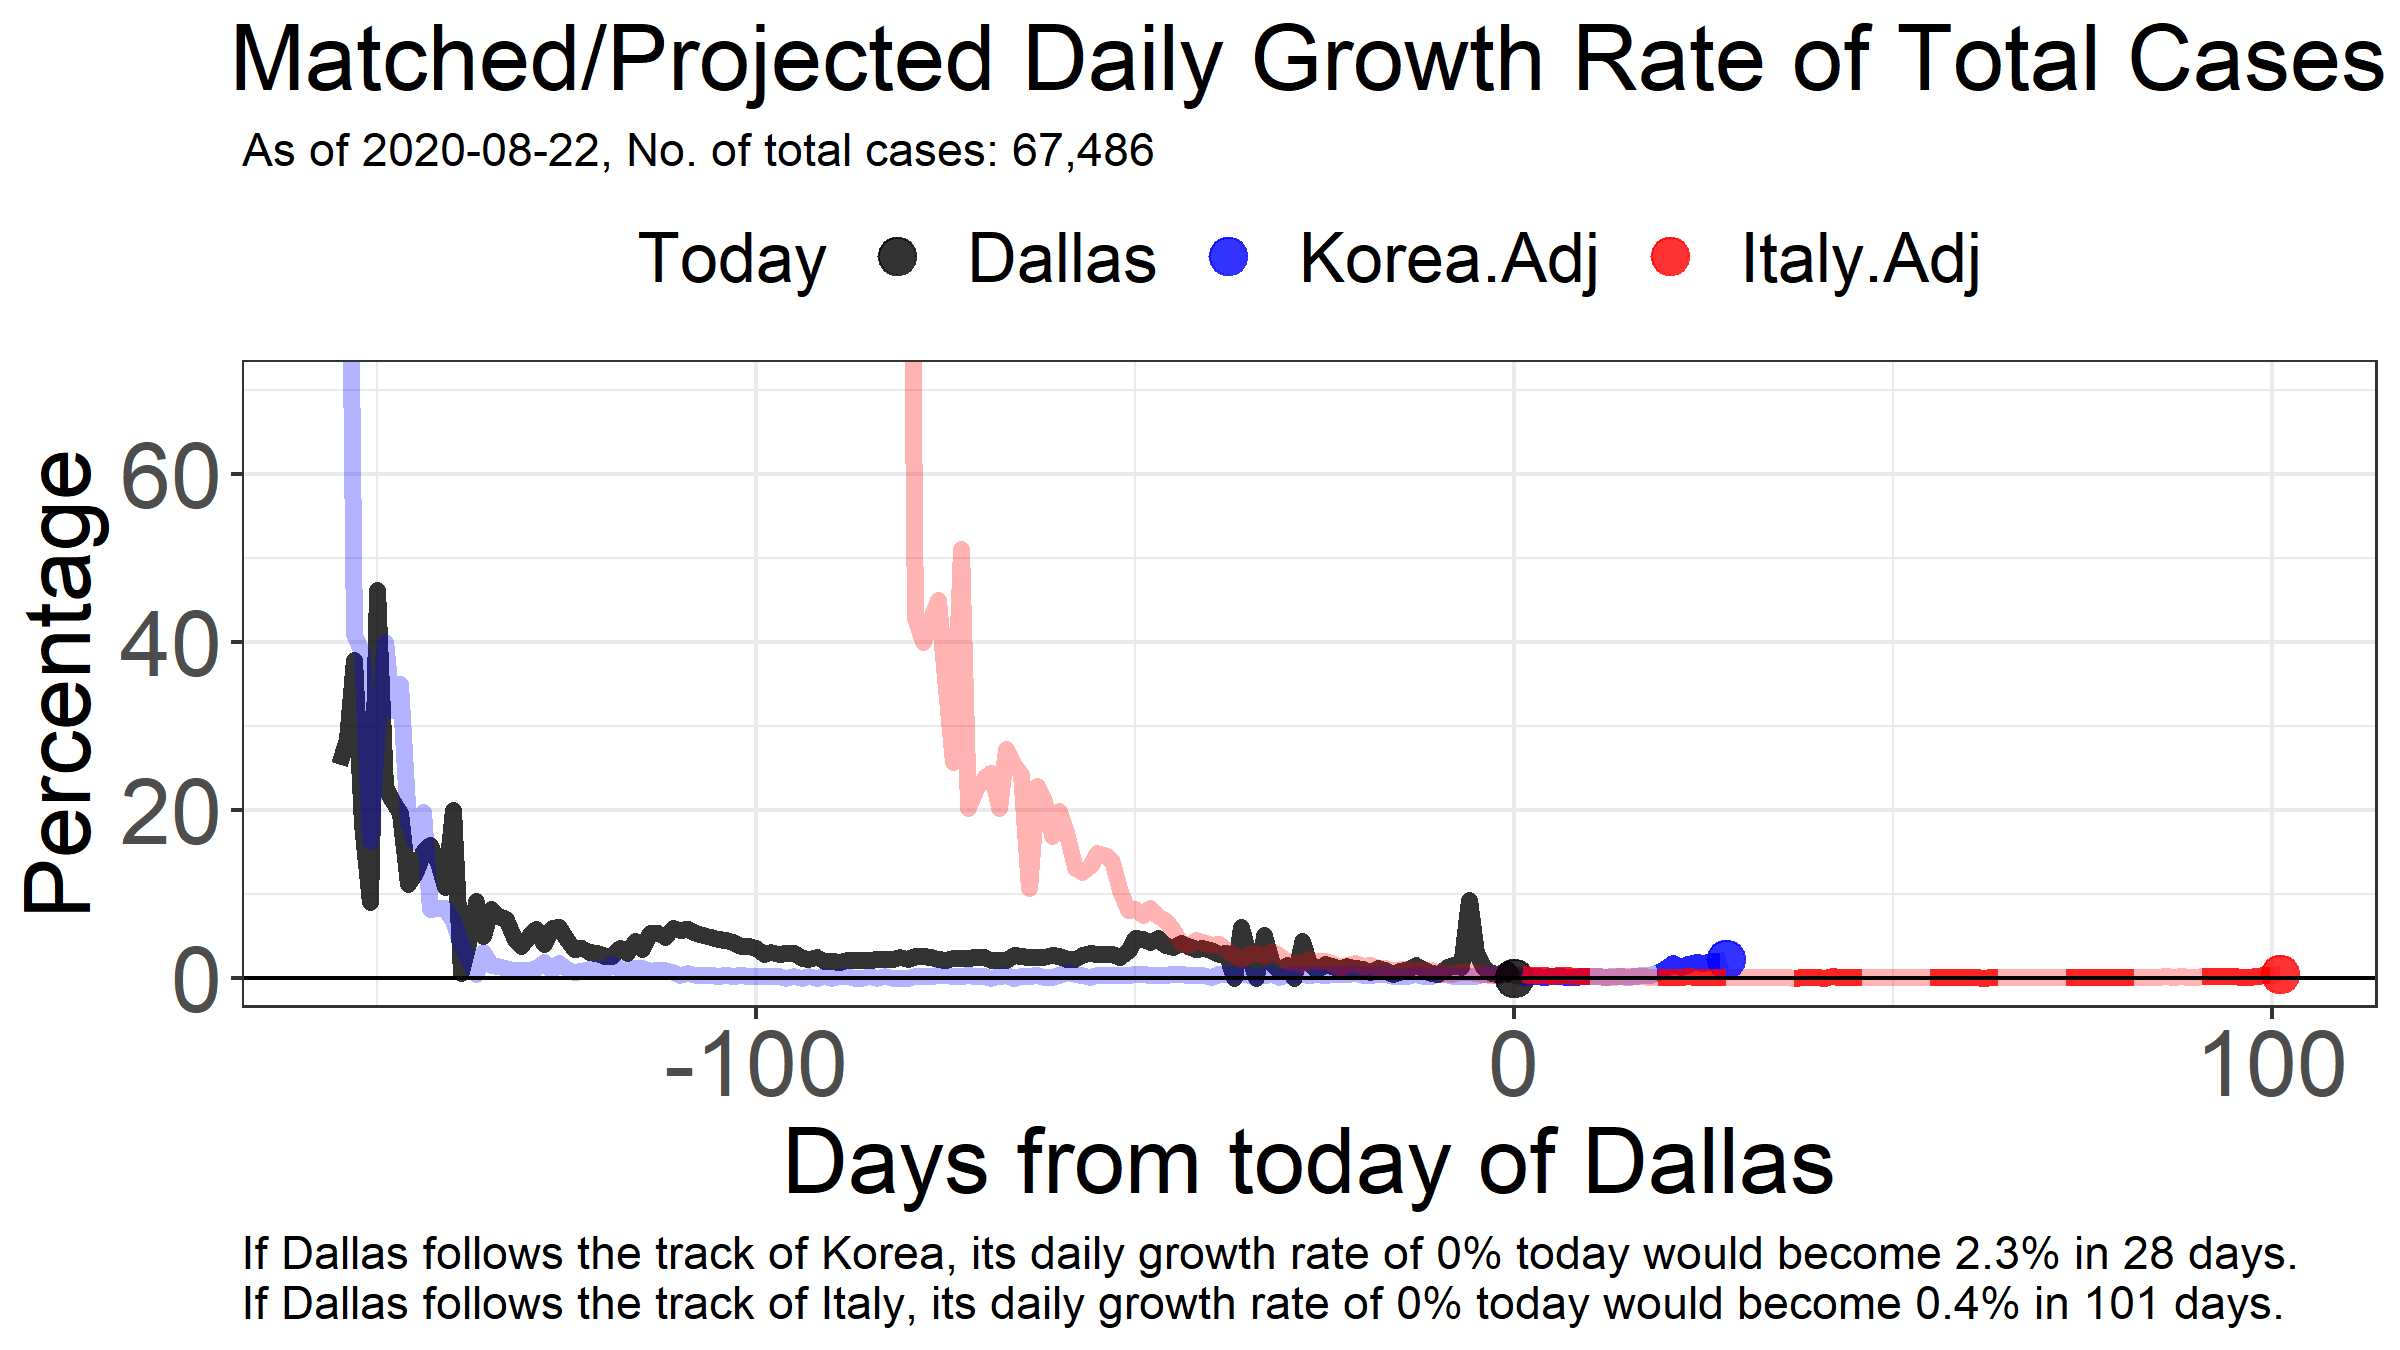 Matched/Projected Daily Growth Rate of Total Cases
As of 2020-08-22, No. of total cases: 67,486
Today Dallas Korea.Adj Italy.Adj
Percentage
60
40
20
0
-100 0 100
Days from today of Dallas
If Dallas follows the track of Korea, its daily growth rate of 0% today would become 2.3% in 28 days.
If Dallas follows the track of Italy, its daily growth rate of 0% today would become 0.4% in 101 days.